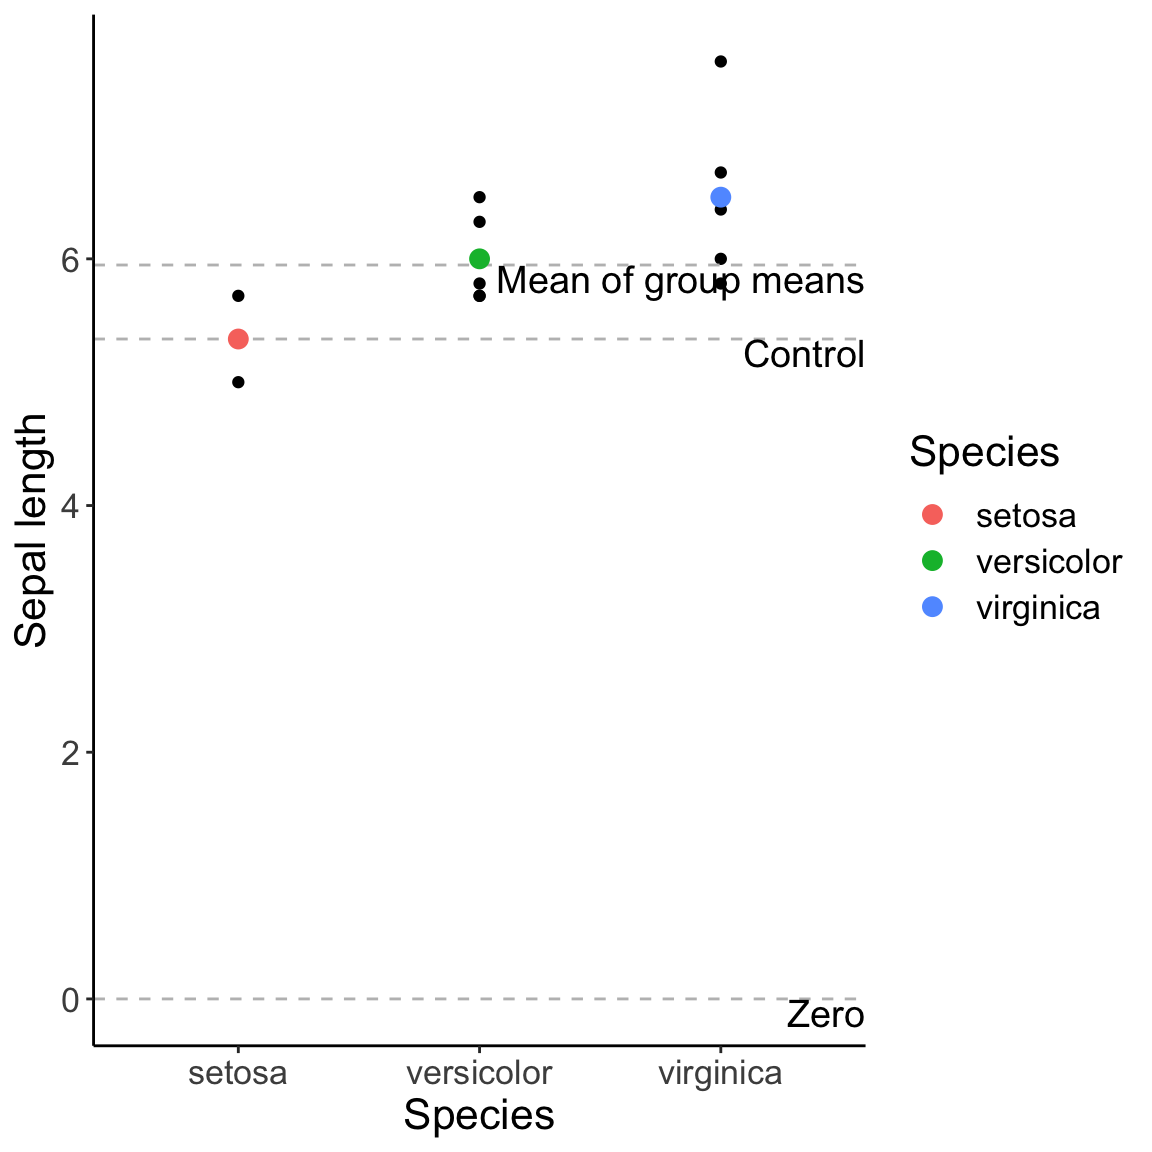 Sepal length
6
4
2
0
Mean of group means
Control
Zero
setosa
versicolor
virginica
Species
Species
setosa
versicolor
virginica